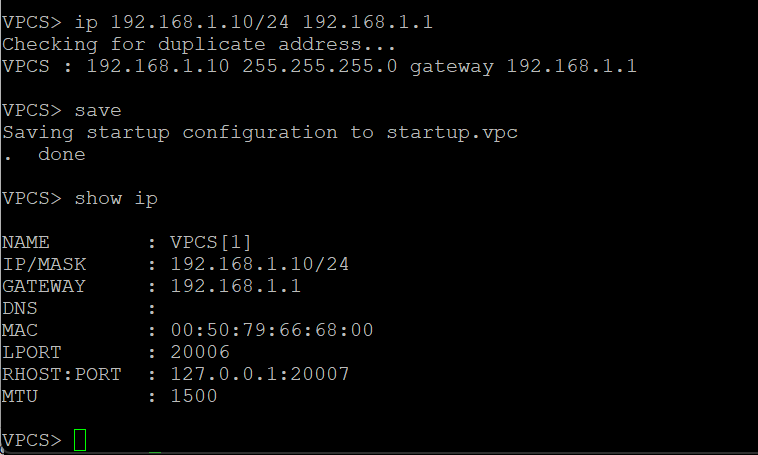 VPCS> ip 192.168.1.10/24 192.168.1.1
Checking for duplicate address...
VPCS : 192.168.1.10 255.255.255.0 gateway 192.168.1.1
VPCS> save
Saving startup configuration to startup.vpc
.  done
VPCS> show ip
NAME        : VPCS[1]
IP/MASK     : 192.168.1.10/24
GATEWAY     : 192.168.1.1
DNS         :
MAC         : 00:50:79:66:68:00
LPORT       : 20006
RHOST:PORT  : 127.0.0.1:20007
MTU         : 1500
VPCS>